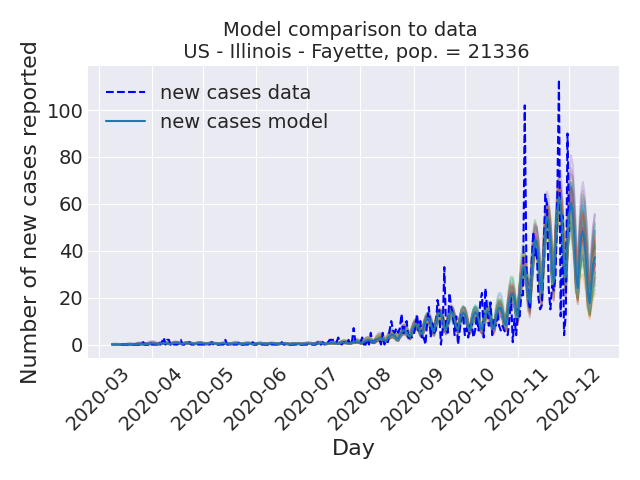 Model comparison to data
US - Illinois - Fayette, pop. = 21336
Number of new cases reported
100
80
60
40
20
0
new cases data
new cases model
2020-03
2020-04
2020-05
2020-06
2020-07
2020-08
2020-09
2020-10
2020-11
2020-12
Day